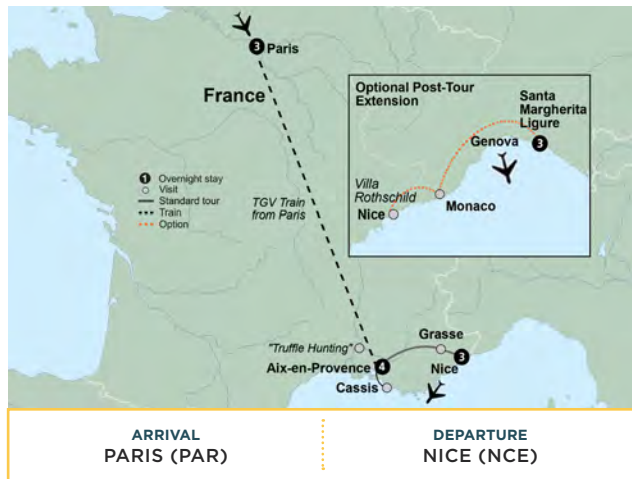 3 Paris
France
Optional Post-Tour
Extension
Santa
Margherita
Ligure
Genova
3
Villa
Rothschild
Nice
Monaco
1 Overnight stay
Visit
Standard tour
Train
Option
TGV Train
from Paris
"Truffle Hunting"
Grasse
Aix-en-Provence 4
3
Nice
Cassis
ARRIVAL
PARIS (PAR)
DEPARTURE
NICE (NCE)